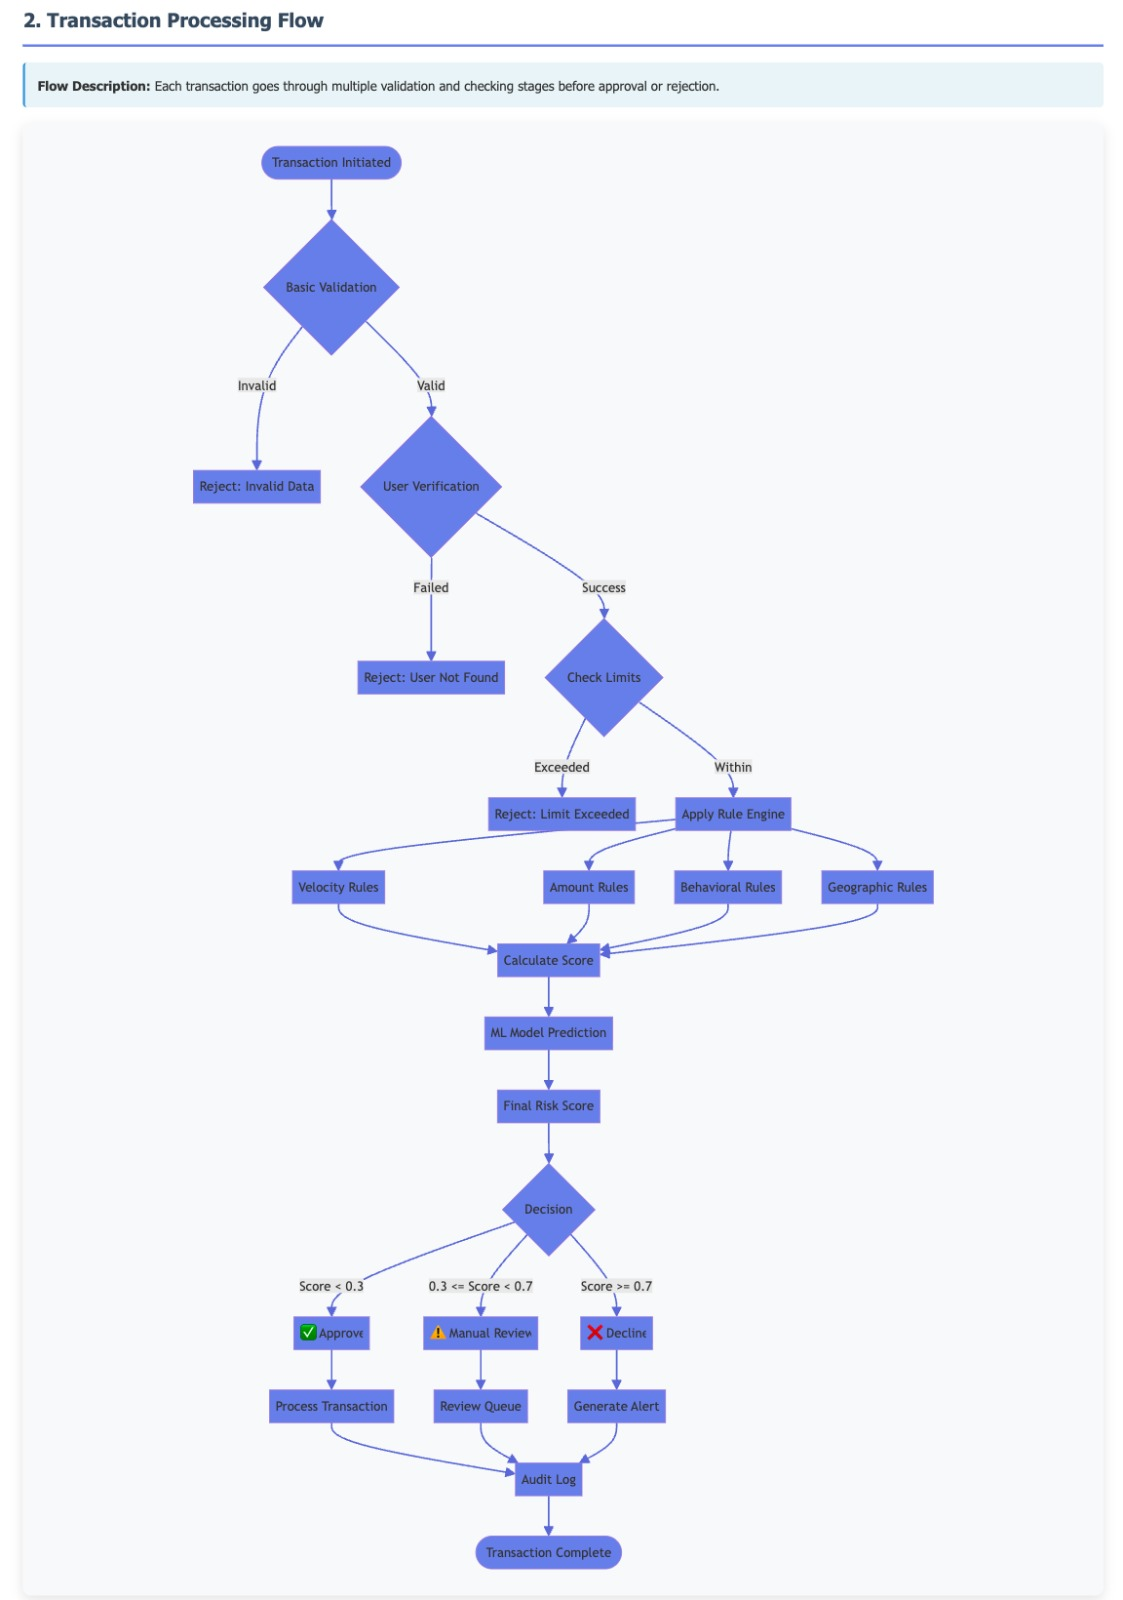 2. Transaction Processing Flow
Flow Description: Each transaction goes through multiple validation and checking stages before approval or rejection.
Transaction Initiated
Basic Validation
Invalid
Valid
Reject: Invalid Data
User Verification
Failed
Success
Reject: User Not Found
Check Limits
Exceeded
Within
Reject: Limit Exceeded
Apply Rule Engine
Velocity Rules
Amount Rules
Behavioral Rules
Geographic Rules
Calculate Score
ML Model Prediction
Final Risk Score
Decision
Score < 0.3
0.3 <= Score < 0.7
Score >= 0.7
✅ Approve
⚠️ Manual Review
❌ Decline
Process Transaction
Review Queue
Generate Alert
Audit Log
Transaction Complete